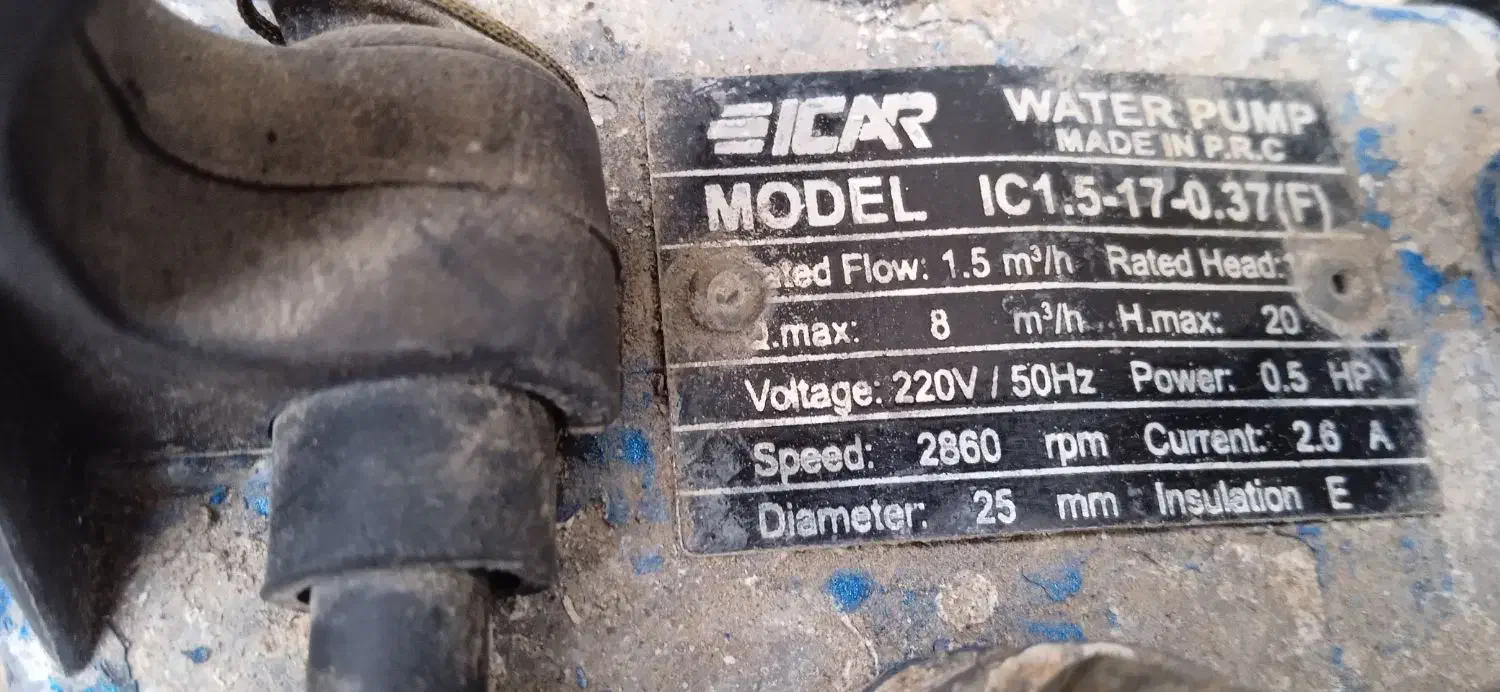 ICAR WATER PUMP
MADE IN P.R.C
MODEL IC1.5-17-0.37(F)
ted Flow: 1.5 m³/h Rated Head:
.max: 8 m³/h H.max: 20
Voltage: 220V / 50Hz Power: 0.5 HP
Speed: 2860 rpm Current: 2.6 A
Diameter: 25 mm Insulation E